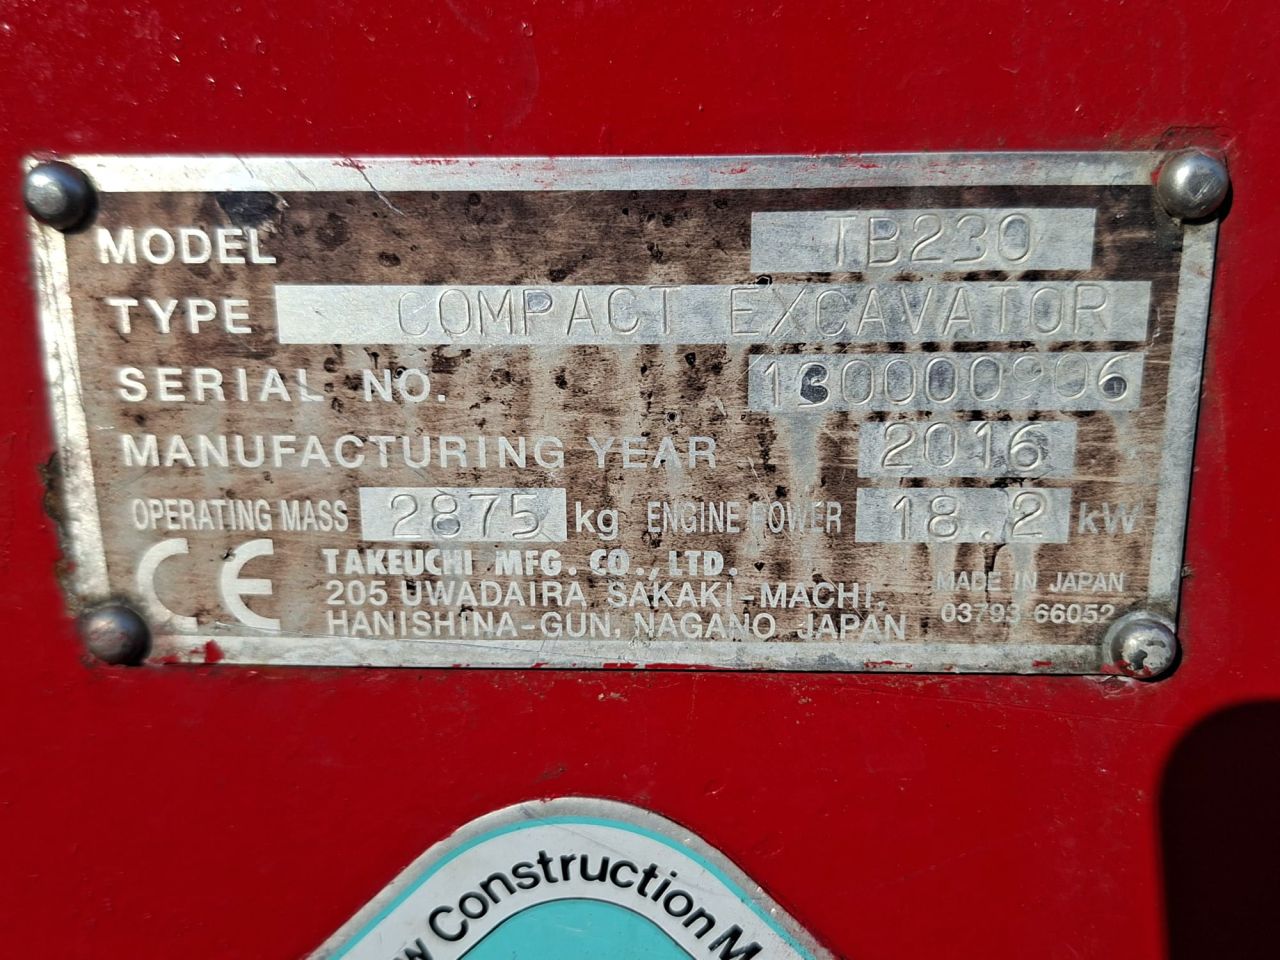 MODEL TB230
TYPE COMPACT EXCAVATOR
SERIAL NO. 130000906
MANUFACTURING YEAR 2016
OPERATING MASS 2875 kg ENGINE POWER 18.2 kW
CE TAKEUCHI MFG. CO., LTD.
205 UWADAIRA SAKAKI-MACHI, MADE IN JAPAN
HANISHINA-GUN, NAGANO JAPAN 03793 66052
Construction